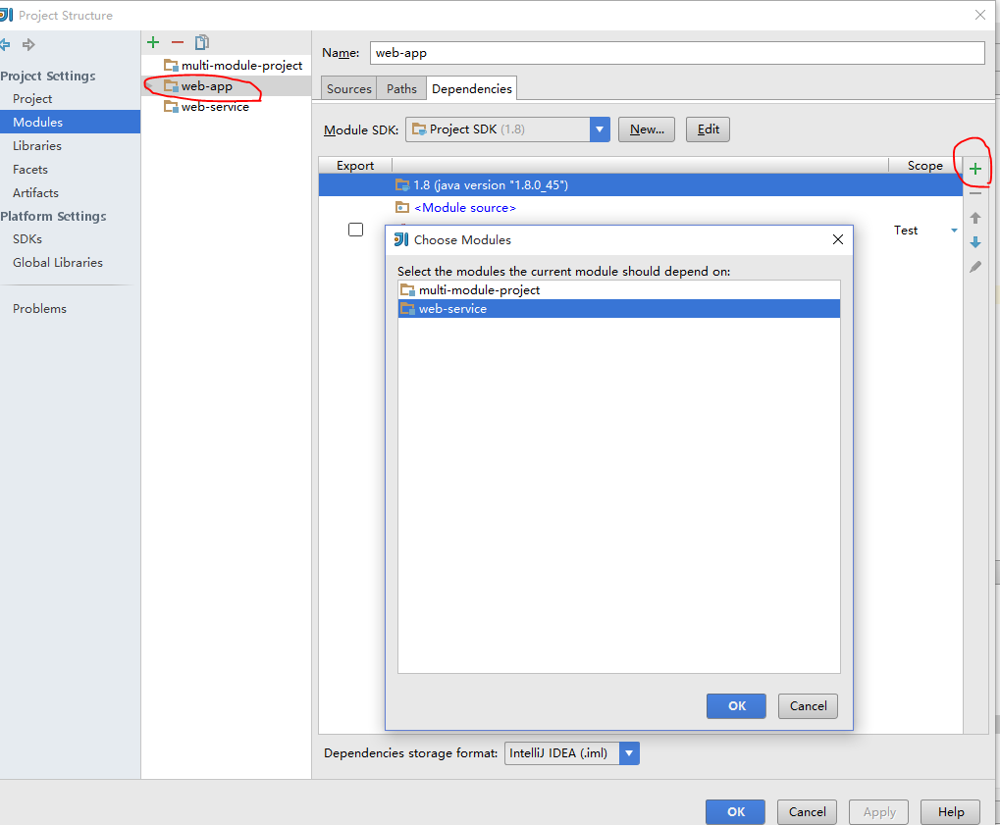 Project Structure
Project Settings
Project
Modules
Libraries
Facets
Artifacts
Platform Settings
SDKs
Global Libraries
Problems
multi-module-project
web-app
web-service
Name: web-app
Sources Paths Dependencies
Module SDK: Project SDK (1.8) New... Edit
Export Scope
1.8 (java version "1.8.0_45")
<Module source>
Test
Choose Modules
Select the modules the current module should depend on:
multi-module-project
web-service
OK Cancel
Dependencies storage format: IntelliJ IDEA (.iml)
OK Cancel Apply Help